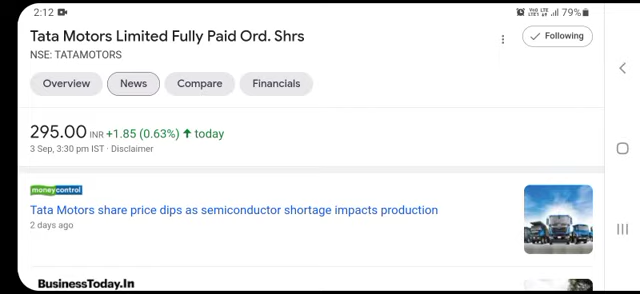 2:12 79%
Tata Motors Limited Fully Paid Ord. Shrs
Following
NSE: TATAMOTORS
Overview News Compare Financials
295.00 INR +1.85 (0.63%) ↑ today
3 Sep, 3:30 pm IST · Disclaimer
moneycontrol
Tata Motors share price dips as semiconductor shortage impacts production
2 days ago
BusinessToday.In